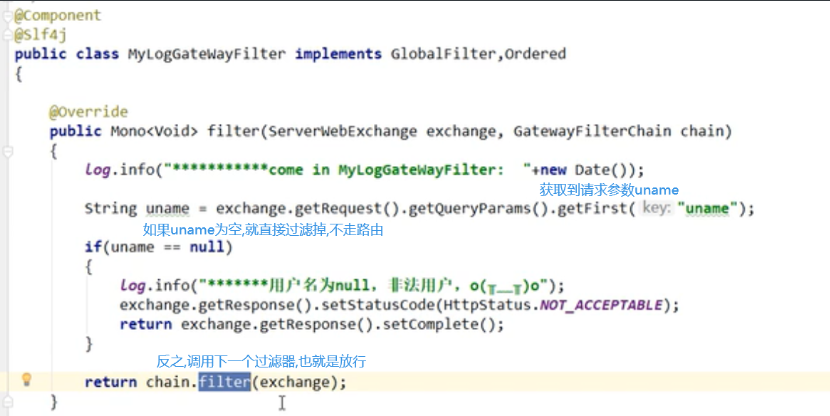 @Component
@Slf4j
public class MyLogGateWayFilter implements GlobalFilter,Ordered
{
@Override
public Mono<Void> filter(ServerWebExchange exchange, GatewayFilterChain chain)
{
log.info("***********come in MyLogGateWayFilter:  "+new Date());
获取到请求参数uname
String uname = exchange.getRequest().getQueryParams().getFirst( key: "uname");
如果uname为空,就直接过滤掉,不走路由
if(uname == null)
{
log.info("*******用户名为null，非法用户，o(╥﹏╥)o");
exchange.getResponse().setStatusCode(HttpStatus.NOT_ACCEPTABLE);
return exchange.getResponse().setComplete();
}
反之,调用下一个过滤器,也就是放行
return chain.filter(exchange);
}